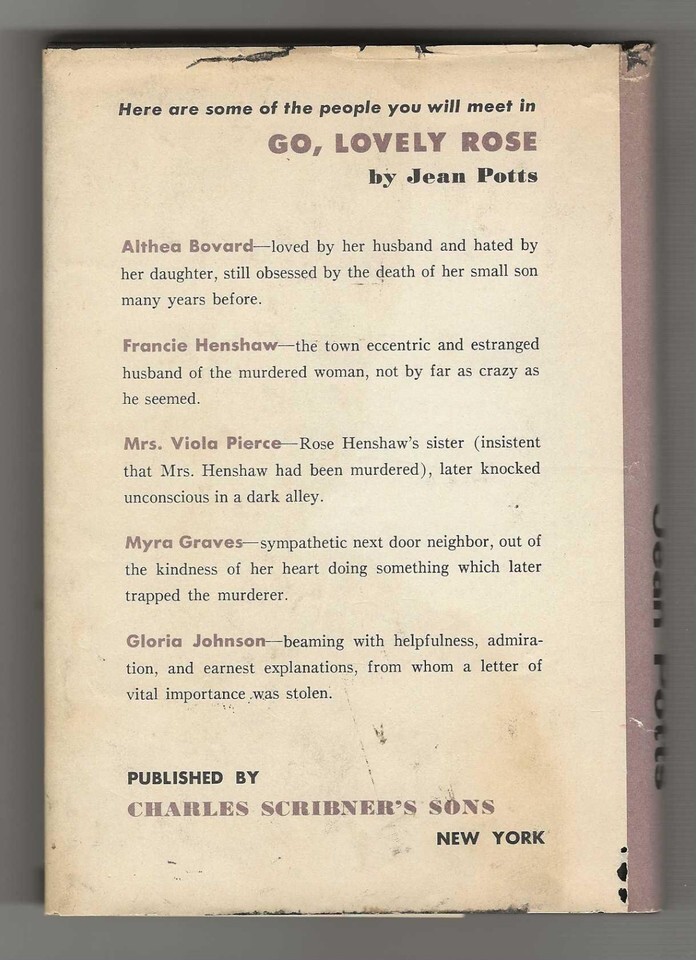 Here are some of the people you will meet in
GO, LOVELY ROSE
by Jean Potts
Althea Bovard—loved by her husband and hated by
her daughter, still obsessed by the death of her small son
many years before.
Francie Henshaw—the town eccentric and estranged
husband of the murdered woman, not by far as crazy as
he seemed.
Mrs. Viola Pierce—Rose Henshaw's sister (insistent
that Mrs. Henshaw had been murdered), later knocked
unconscious in a dark alley.
Myra Graves—sympathetic next door neighbor, out of
the kindness of her heart doing something which later
trapped the murderer.
Gloria Johnson—beaming with helpfulness, admira-
tion, and earnest explanations, from whom a letter of
vital importance was stolen.
PUBLISHED BY
CHARLES SCRIBNER'S SONS
NEW YORK
Jean Potts